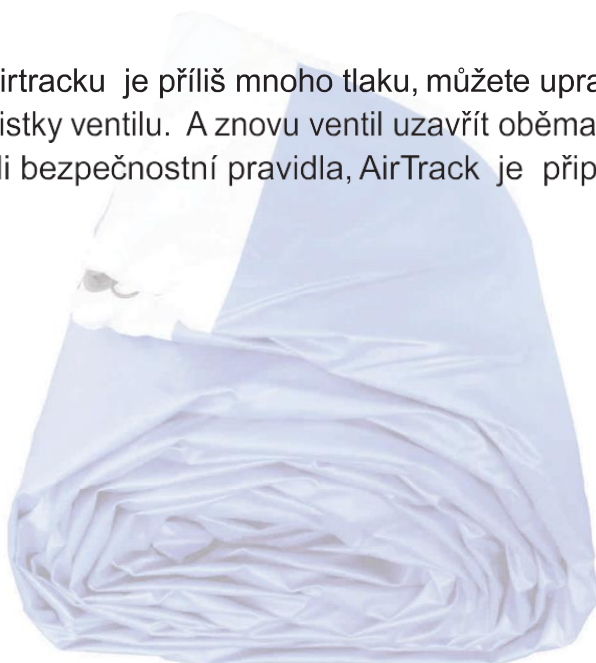 irtracku je příliš mnoho tlaku, můžete upra
istky ventilu. A znovu ventil uzavřít oběma
li bezpečnostní pravidla, AirTrack je přip